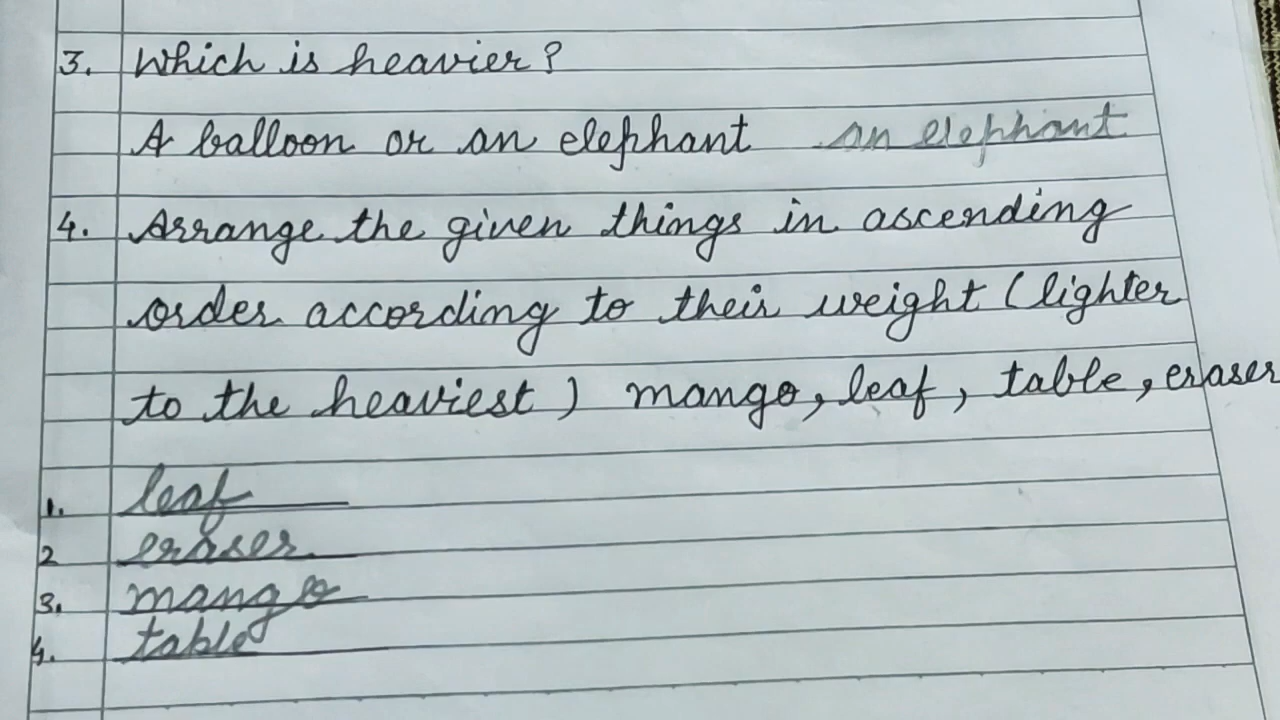 3. Which is heavier?
A balloon or an elephant an elephant
4. Arrange the given things in ascending
order according to their weight (lighter
to the heaviest) mango, leaf, table, eraser
1. leaf
2 eraser
3. mango
4. table